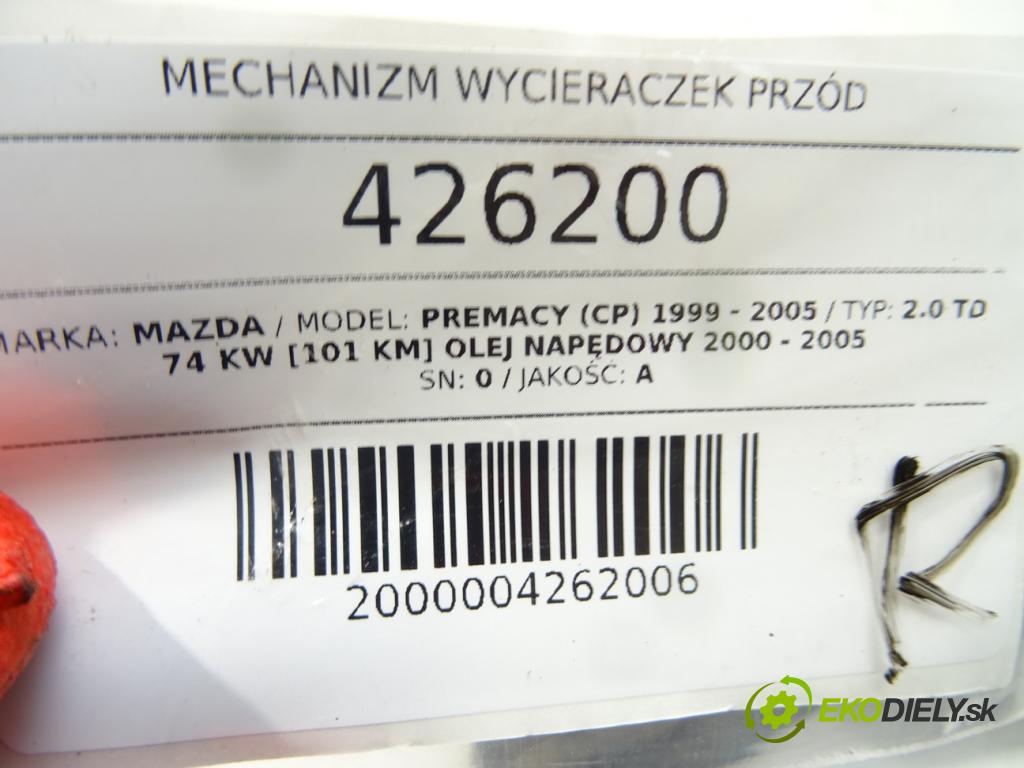 MECHANIZM WYCIERACZEK PRZÓD
426200
MARKA: MAZDA / MODEL: PREMACY (CP) 1999 - 2005 / TYP: 2.0 TD
74 KW [101 KM] OLEJ NAPĘDOWY 2000 - 2005
SN: 0 / JAKOŚĆ: A
2000004262006
R
EKODIELY.sk